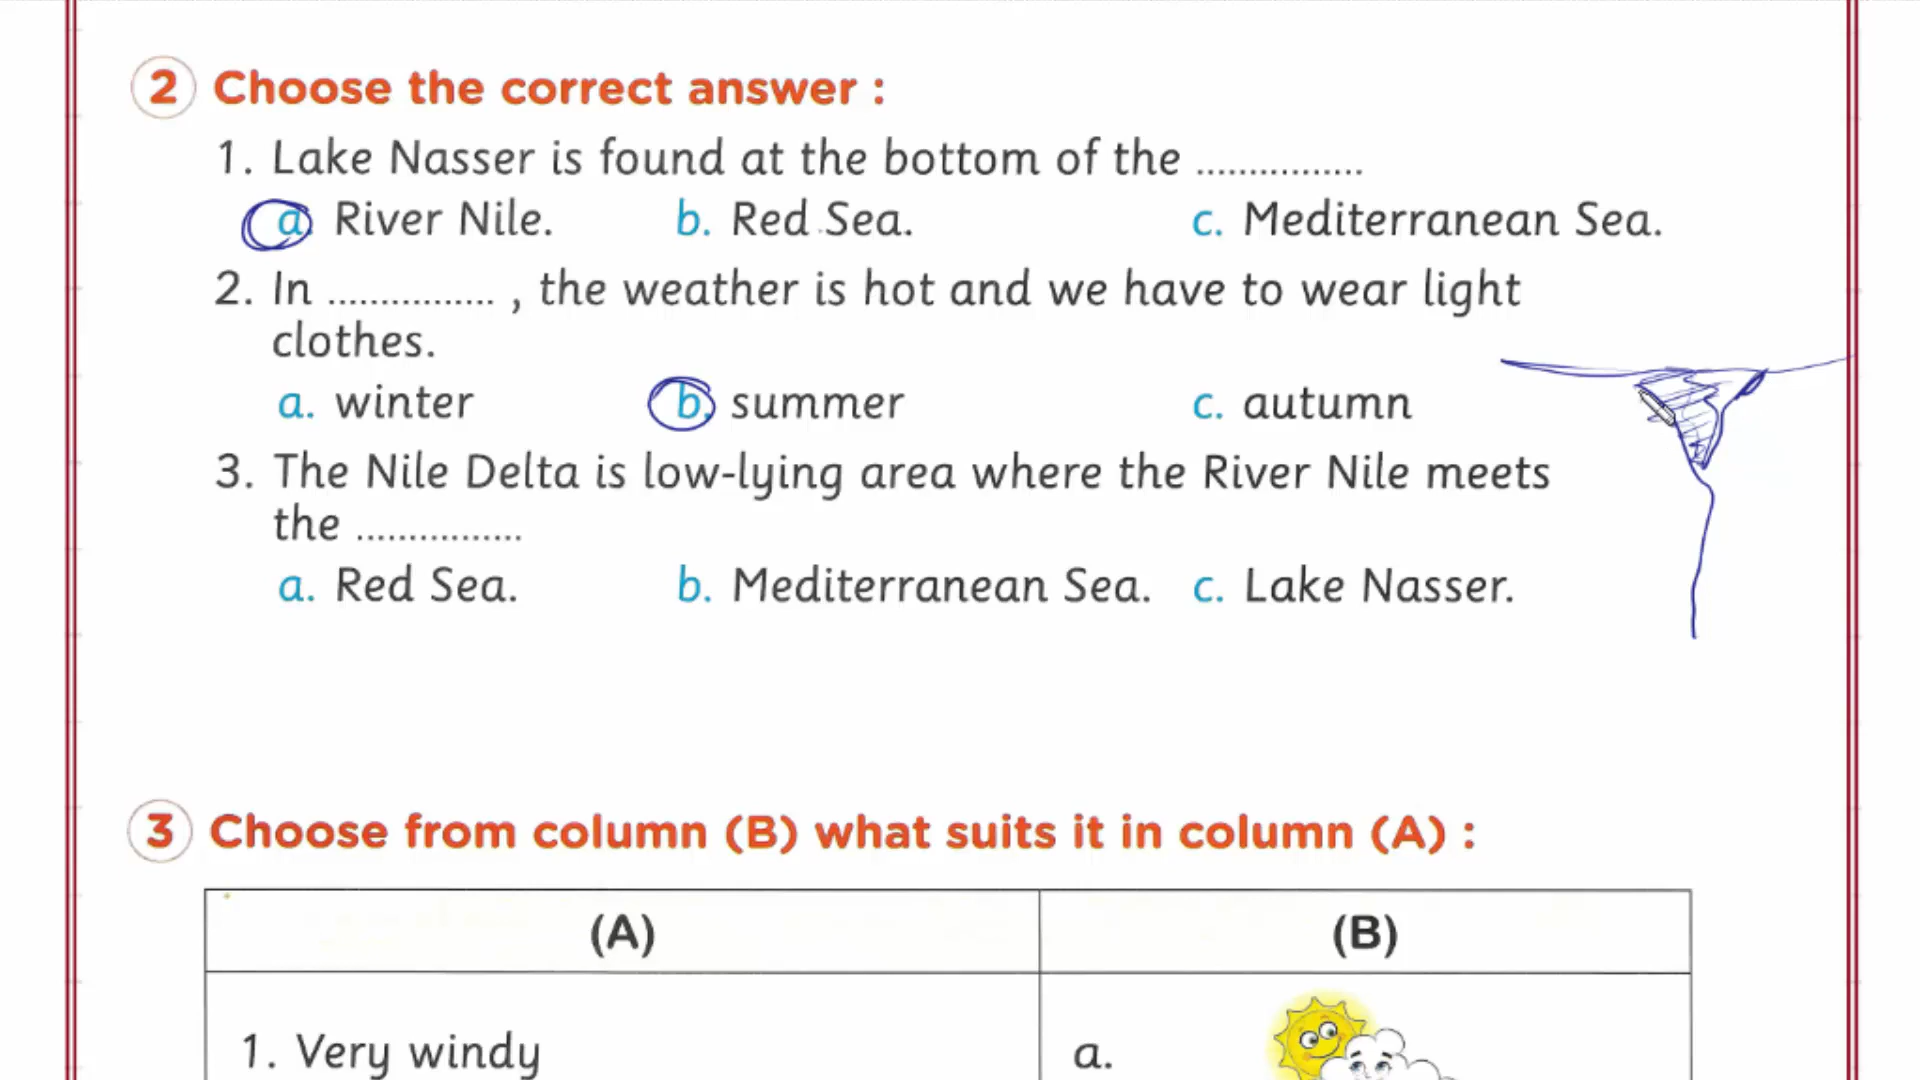 2 Choose the correct answer :
1. Lake Nasser is found at the bottom of the ................
a. River Nile. b. Red Sea. c. Mediterranean Sea.
2. In ................ , the weather is hot and we have to wear light
clothes.
a. winter b. summer c. autumn
3. The Nile Delta is low-lying area where the River Nile meets
the ................
a. Red Sea. b. Mediterranean Sea. c. Lake Nasser.
3 Choose from column (B) what suits it in column (A) :
(A) (B)
1. Very windy a.